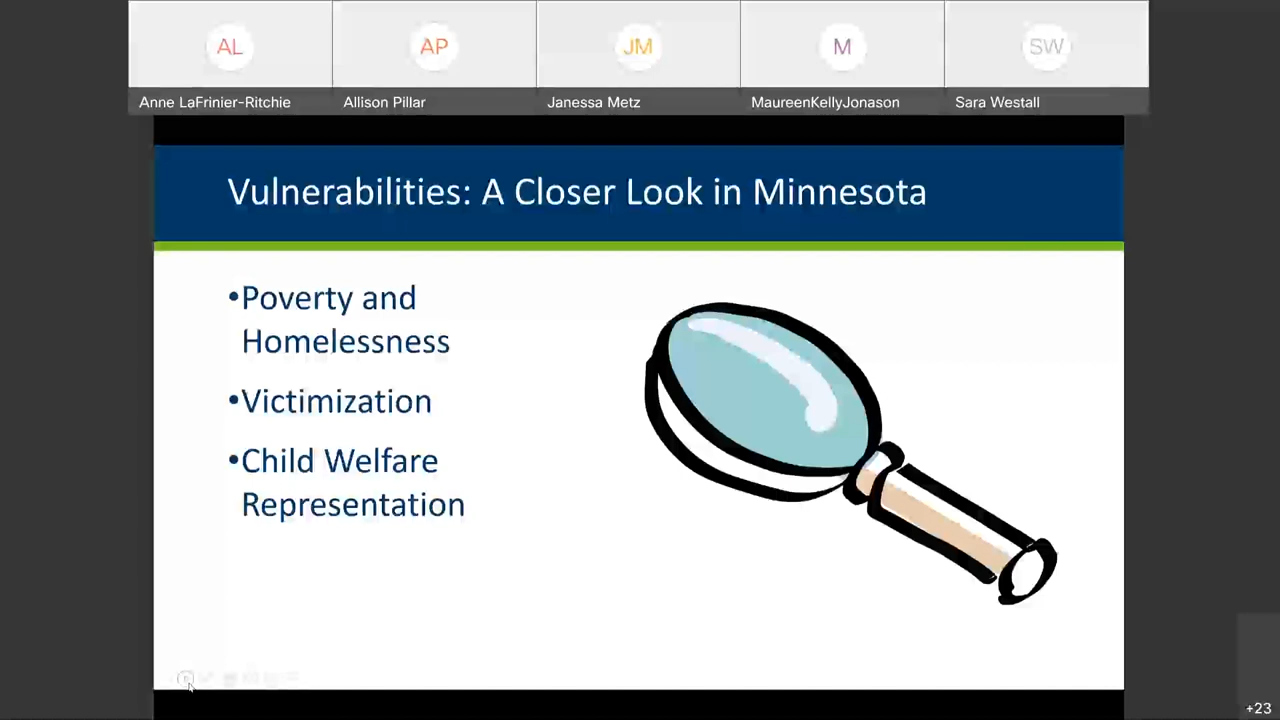 AL
AP
JM
M
SW
Anne LaFrinier-Ritchie
Allison Pillar
Janessa Metz
MaureenKellyJonason
Sara Westall
Vulnerabilities: A Closer Look in Minnesota
•Poverty and
Homelessness
•Victimization
•Child Welfare
Representation
+23